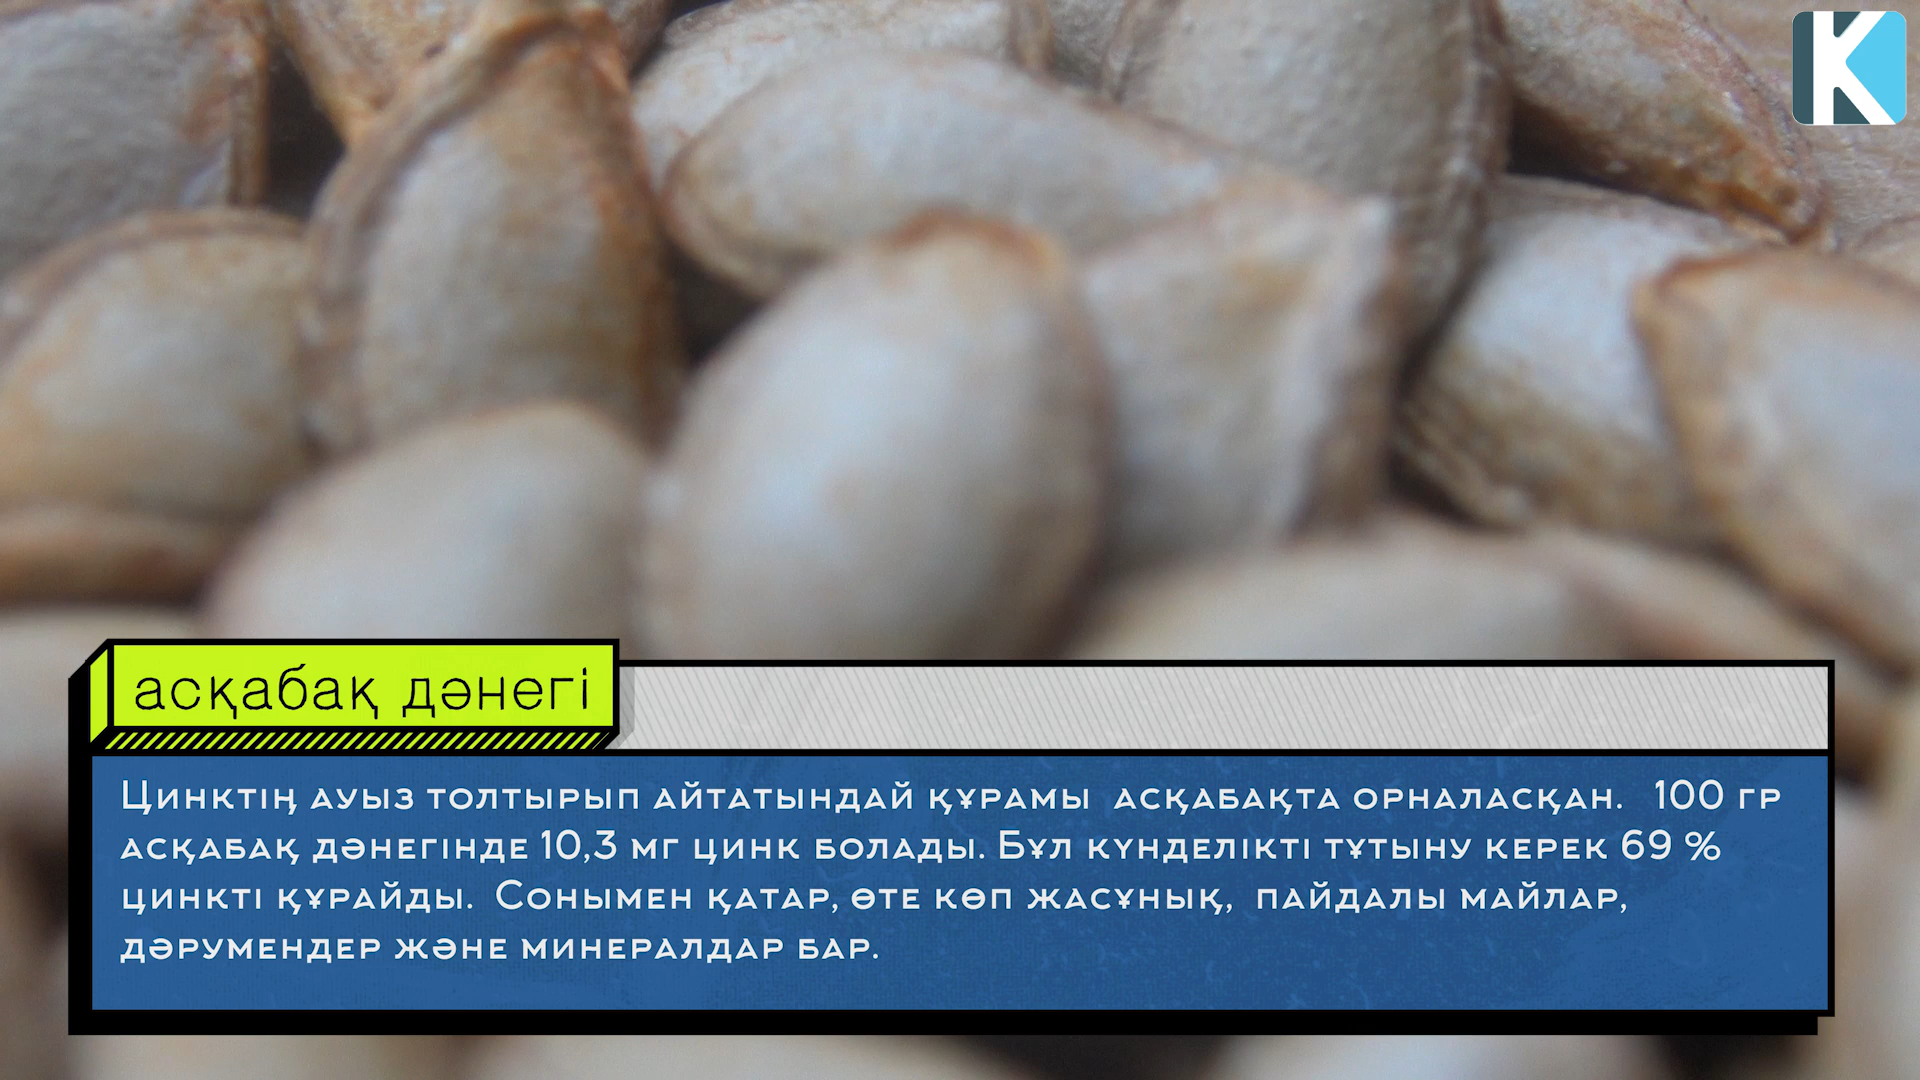 K
асқабақ дәнегі
Цинктің ауыз толтырып айтатындай құрамы асқабақта орналасқан. 100 гр
асқабақ дәнегінде 10,3 мг цинк болады. Бұл күнделікті тұтыну керек 69 %
цинкті құрайды. Сонымен қатар, өте көп жасұнық, пайдалы майлар,
дәрумендер және минералдар бар.